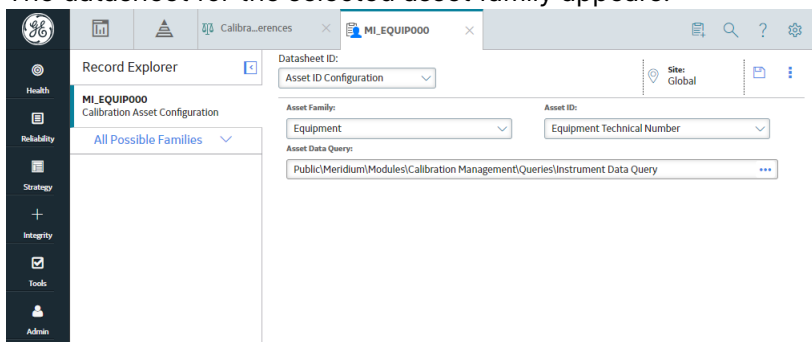 The datasheet for the selected asset family appears.
Calibra...erences
MI_EQUIP000
Health
Reliability
Strategy
Integrity
Tools
Admin
Record Explorer
MI_EQUIP000
Calibration Asset Configuration
All Possible Families
Datasheet ID:
Asset ID Configuration
Site:
Global
Asset Family:
Equipment
Asset ID:
Equipment Technical Number
Asset Data Query:
Public\Meridium\Modules\Calibration Management\Queries\Instrument Data Query